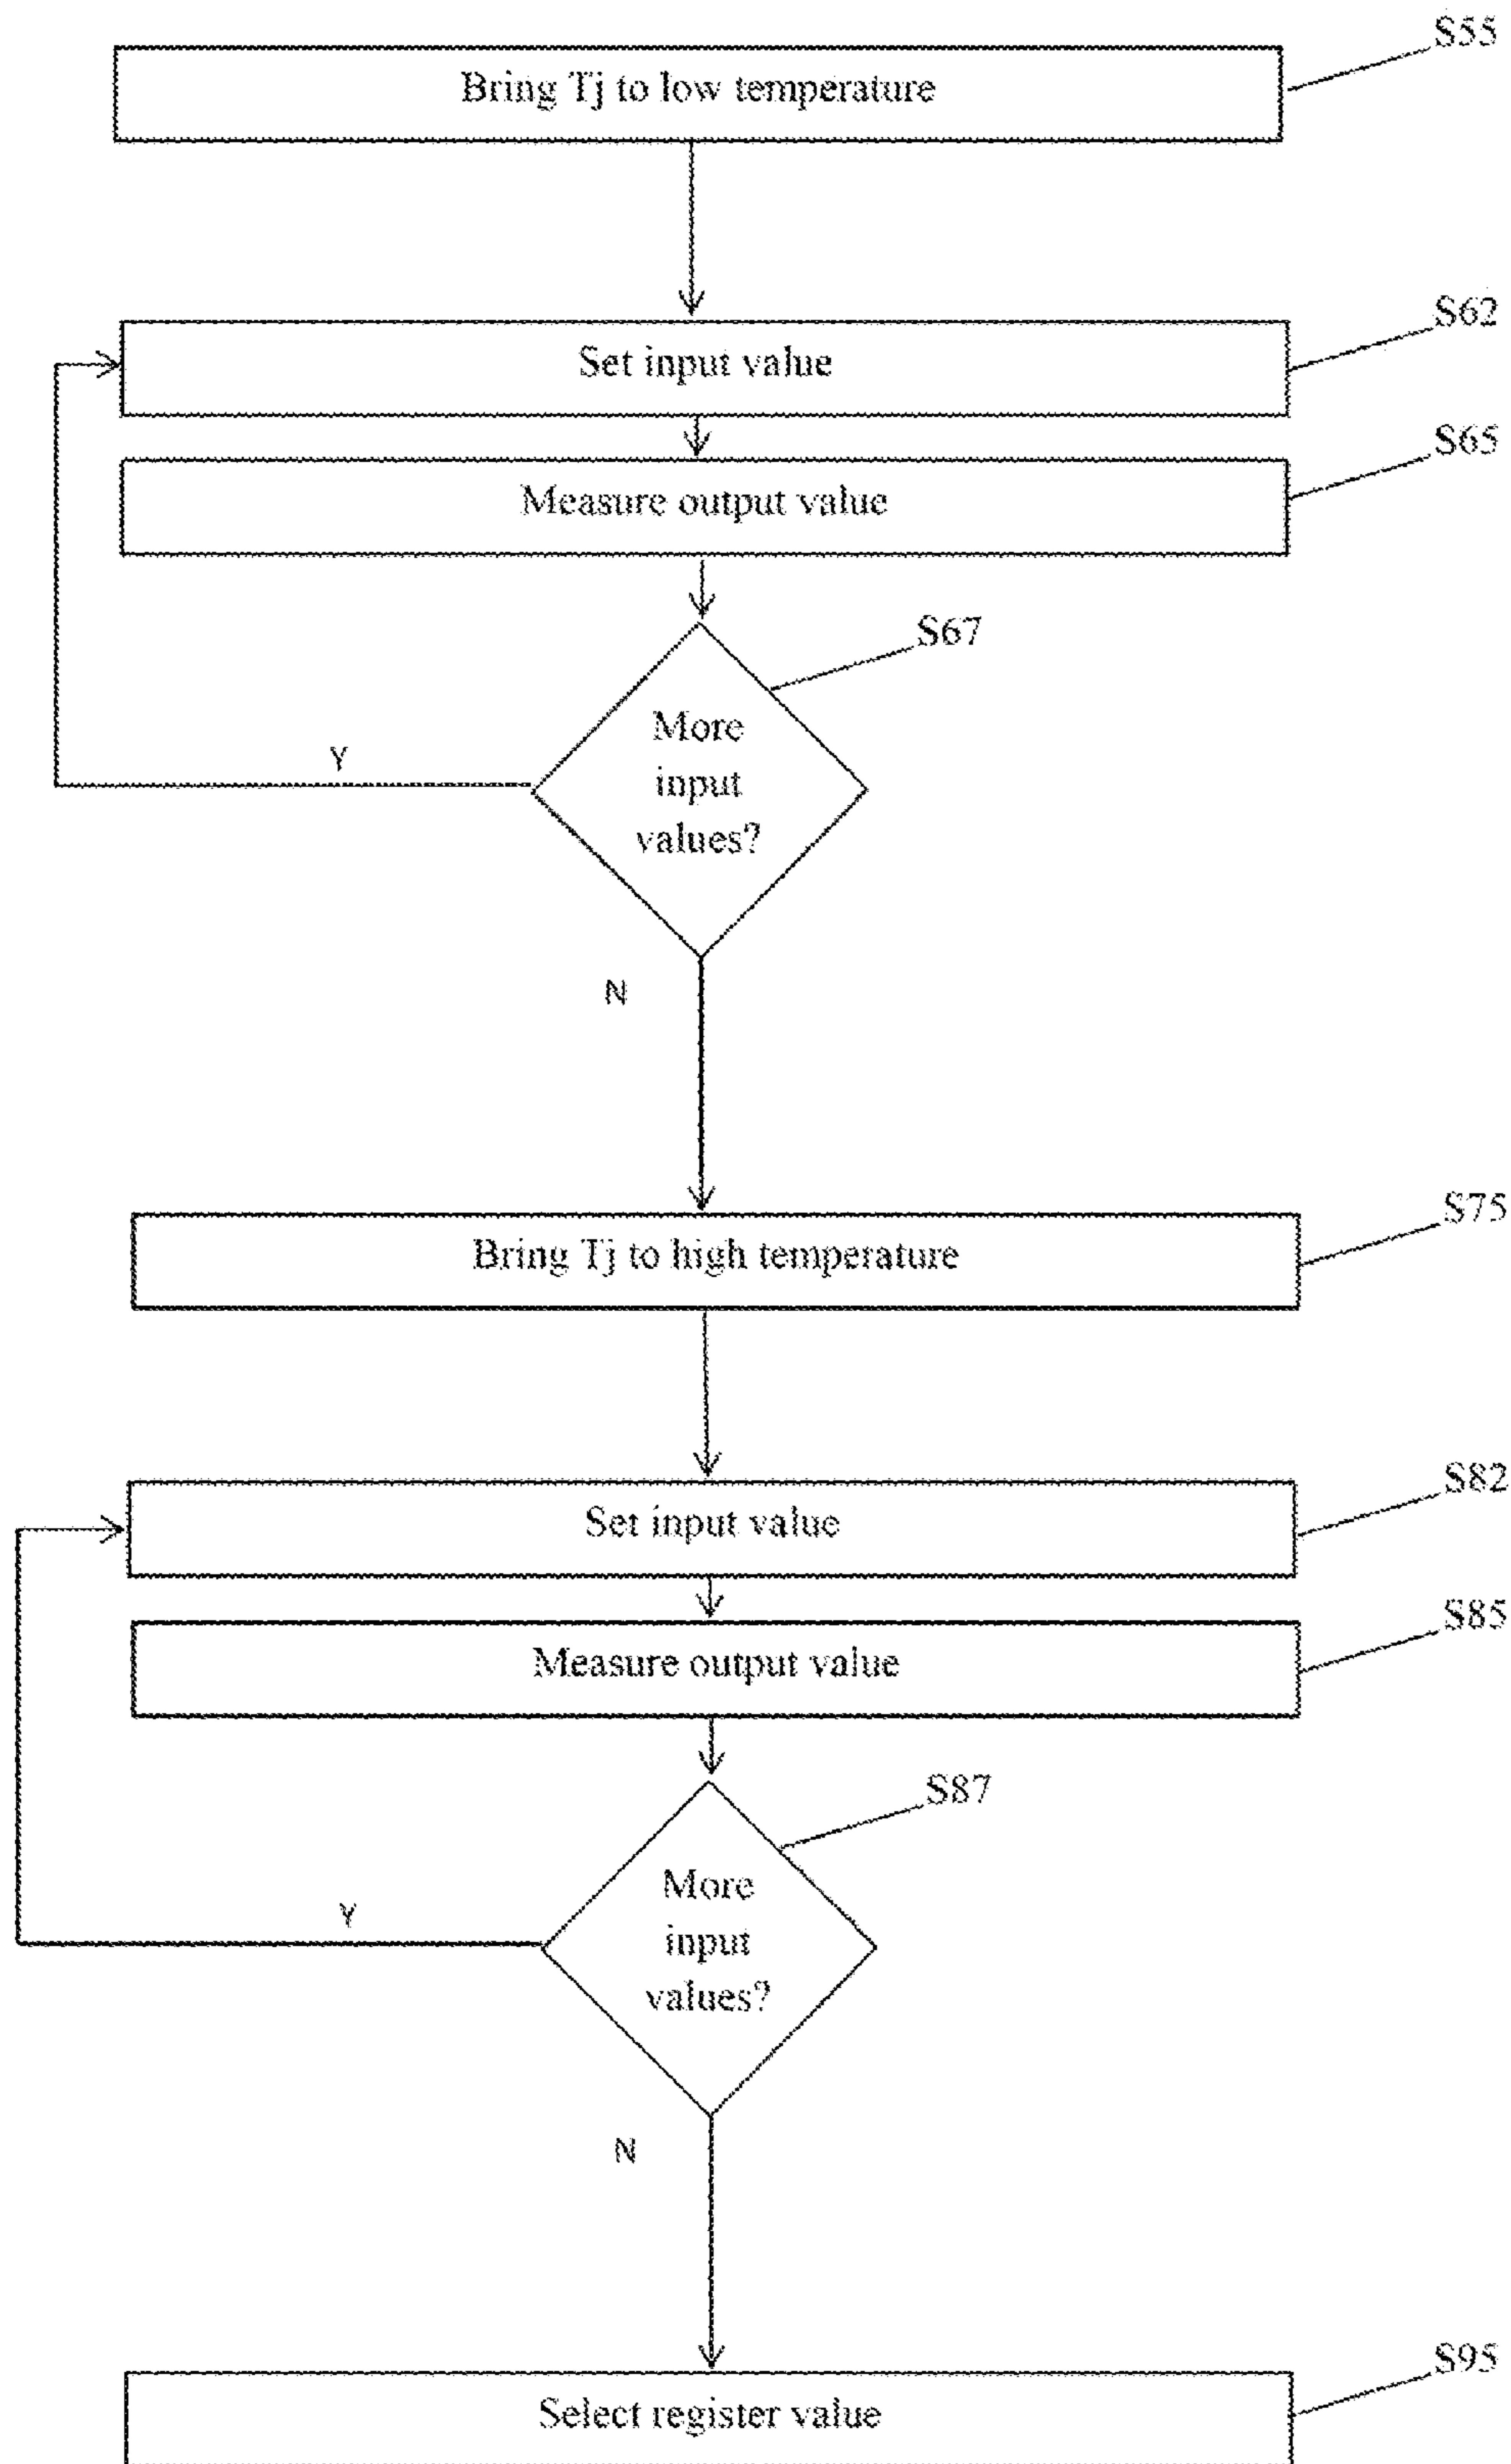 S55
Bring Tj to low temperature
S62
Set input value
S65
Measure output value
S67
More
input
values?
Y
N
S75
Bring Tj to high temperature
S82
Set input value
S85
Measure output value
S87
More
input
values?
Y
N
S95
Select register value